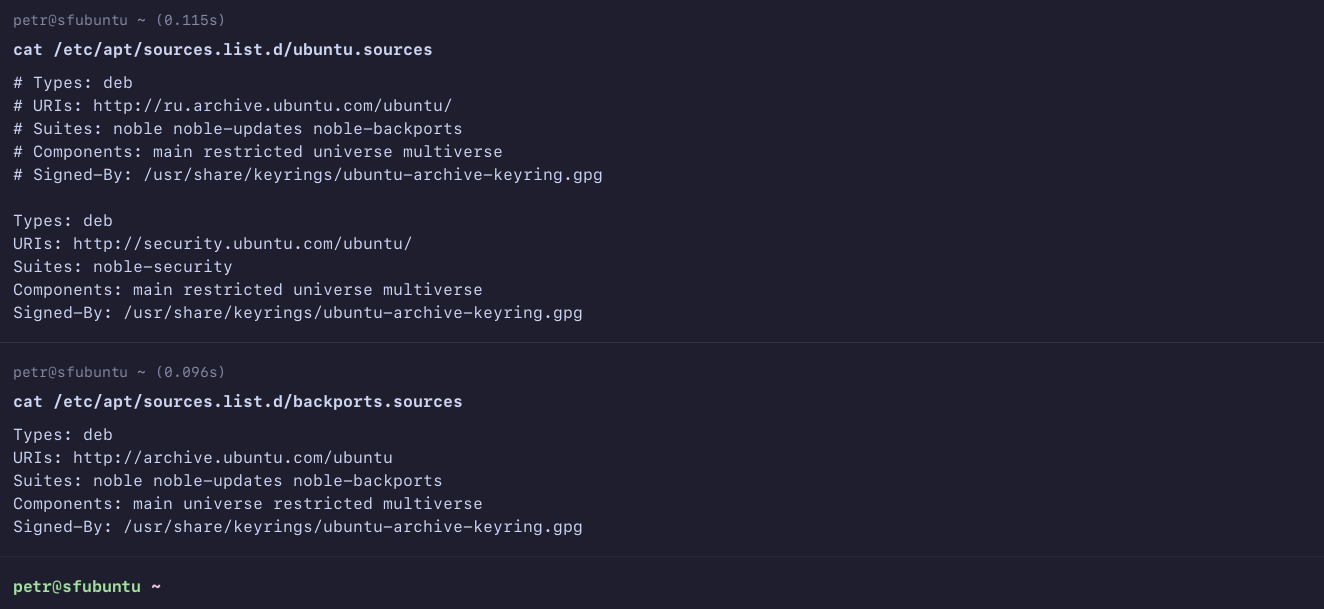 petr@sfubuntu ~ (0.115s)
cat /etc/apt/sources.list.d/ubuntu.sources
# Types: deb
# URIs: http://ru.archive.ubuntu.com/ubuntu/
# Suites: noble noble-updates noble-backports
# Components: main restricted universe multiverse
# Signed-By: /usr/share/keyrings/ubuntu-archive-keyring.gpg

Types: deb
URIs: http://security.ubuntu.com/ubuntu/
Suites: noble-security
Components: main restricted universe multiverse
Signed-By: /usr/share/keyrings/ubuntu-archive-keyring.gpg

petr@sfubuntu ~ (0.096s)
cat /etc/apt/sources.list.d/backports.sources
Types: deb
URIs: http://archive.ubuntu.com/ubuntu
Suites: noble noble-updates noble-backports
Components: main universe restricted multiverse
Signed-By: /usr/share/keyrings/ubuntu-archive-keyring.gpg

petr@sfubuntu ~